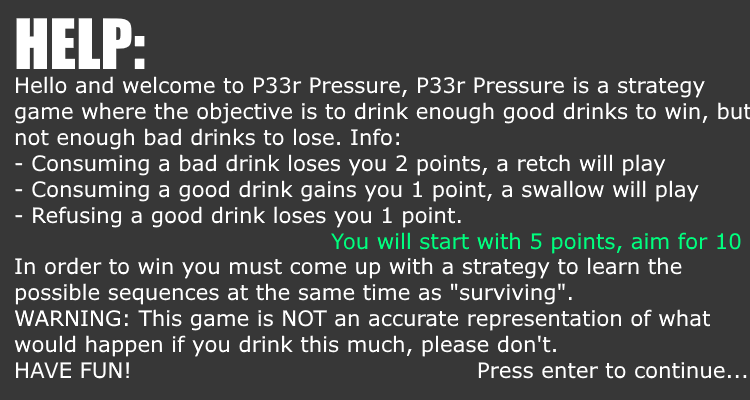 HELP:
Hello and welcome to P33r Pressure, P33r Pressure is a strategy
game where the objective is to drink enough good drinks to win, but
not enough bad drinks to lose. Info:
- Consuming a bad drink loses you 2 points, a retch will play
- Consuming a good drink gains you 1 point, a swallow will play
- Refusing a good drink loses you 1 point.
You will start with 5 points, aim for 10
In order to win you must come up with a strategy to learn the
possible sequences at the same time as "surviving".
WARNING: This game is NOT an accurate representation of what
would happen if you drink this much, please don't.
HAVE FUN! Press enter to continue...